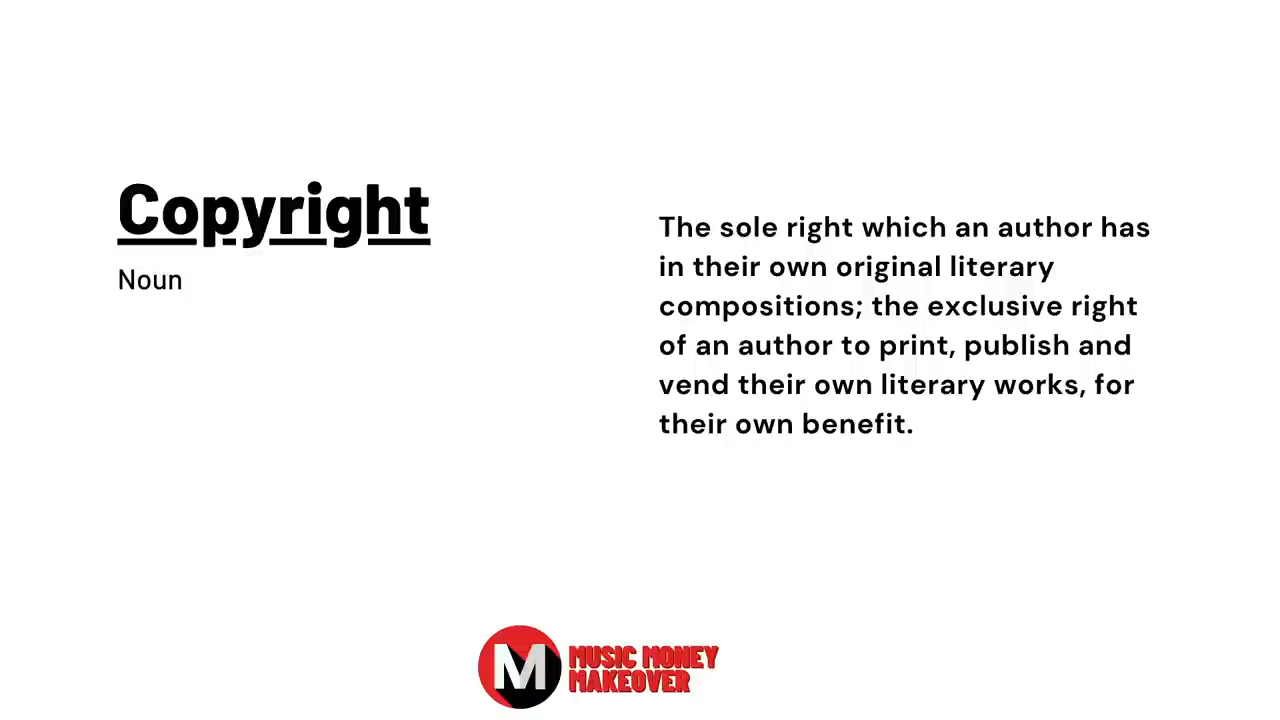 Copyright
Noun
The sole right which an author has
in their own original literary
compositions; the exclusive right
of an author to print, publish and
vend their own literary works, for
their own benefit.
M
MUSIC MONEY
MAKEOVER